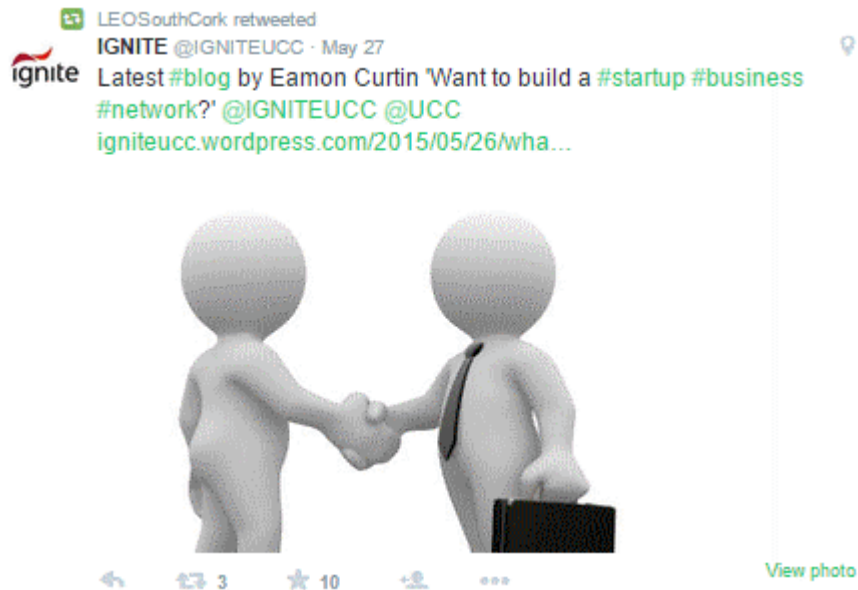 LEOSouthCork retweeted
IGNITE @IGNITEUCC · May 27
ignite
Latest #blog by Eamon Curtin 'Want to build a #startup #business
#network?' @IGNITEUCC @UCC
igniteucc.wordpress.com/2015/05/26/wha...
3
10
View photo